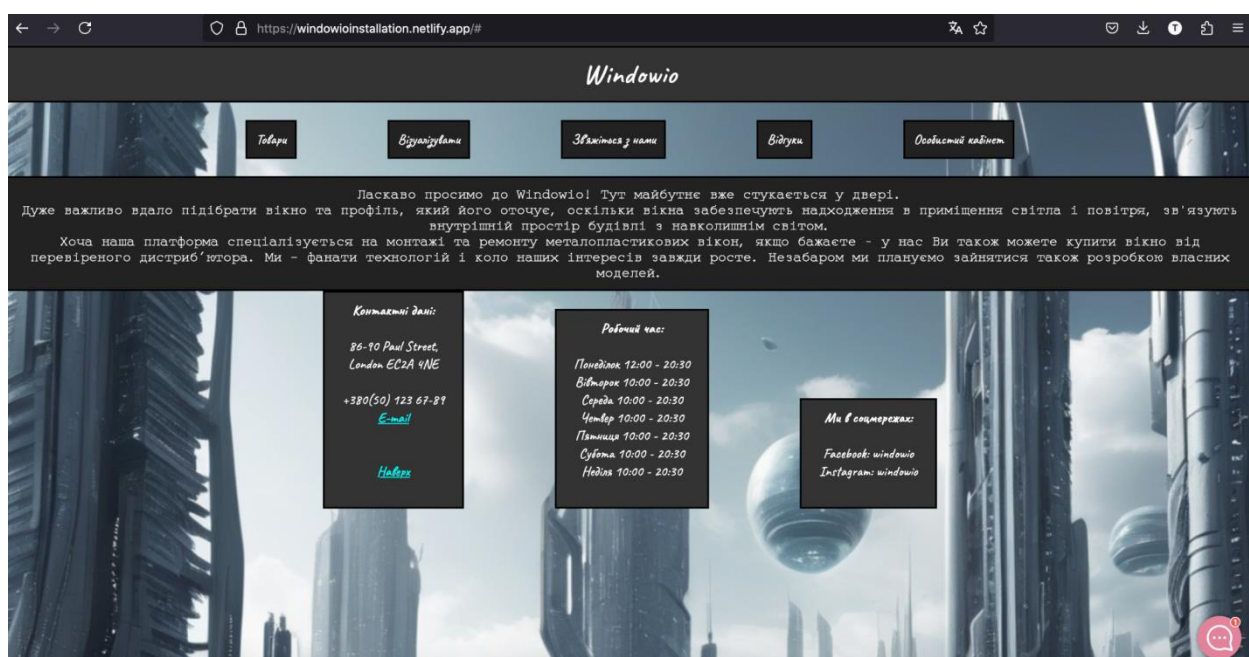 https://windowioinstallation.netlify.app/#
T
Windowio
Товари
Візуалізувати
Зв'яжіться з нами
Відгуки
Особистий кабінет
Ласкаво просимо до Windowio! Тут майбутнє вже стукається у двері.
Дуже важливо вдало підібрати вікно та профіль, який його оточує, оскільки вікна забезпечують надходження в приміщення світла і повітря, зв'язують
внутрішній простір будівлі з навколишнім світом.
Хоча наша платформа спеціалізується на монтажі та ремонту металопластикових вікон, якщо бажаєте - у нас Ви також можете купити вікно від
перевіреного дистриб'ютора. Ми - фанати технологій і коло наших інтересів завжди росте. Незабаром ми плануємо зайнятися також розробкою власних
моделей.
Контактні дані:
86-90 Paul Street,
London EC2A 4NE
+380(50) 123 67-89
E-mail
Наверх
Робочий час:
Понеділок 12:00 - 20:30
Вівторок 10:00 - 20:30
Середа 10:00 - 20:30
Четвер 10:00 - 20:30
Пятниця 10:00 - 20:30
Субота 10:00 - 20:30
Неділя 10:00 - 20:30
Ми в соцмережах:
Facebook: windowio
Instagram: windowio
1